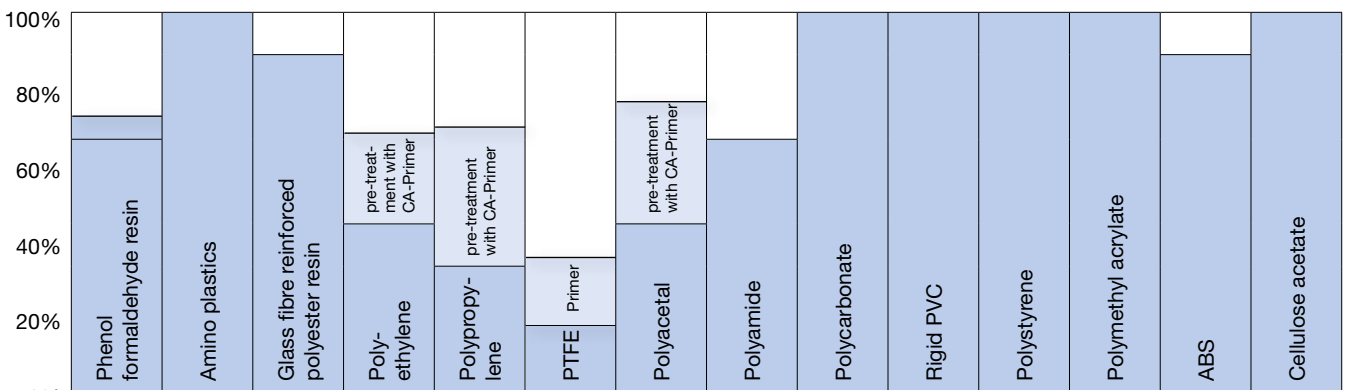 100%
80%
60%
40%
20%
Phenol
formaldehyde resin
Amino plastics
Glass fibre reinforced
polyester resin
pre-treat-
ment with
CA-Primer
Poly-
ethylene
pre-treatment
with CA-Primer
Polypropy-
lene
Primer
PTFE
pre-treatment
with CA-Primer
Polyacetal
Polyamide
Polycarbonate
Rigid PVC
Polystyrene
Polymethyl acrylate
ABS
Cellulose acetate